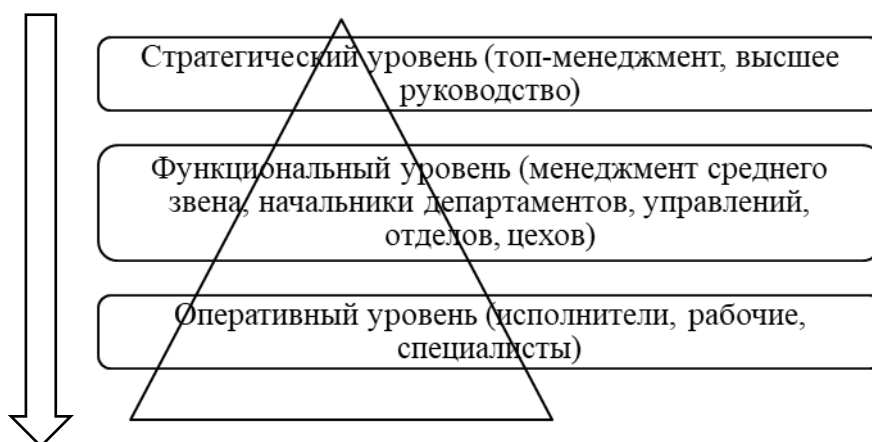 Стратегический уровень (топ-менеджмент, высшее
руководство)
Функциональный уровень (менеджмент среднего
звена, начальники департаментов, управлений,
отделов, цехов)
Оперативный уровень (исполнители, рабочие,
специалисты)